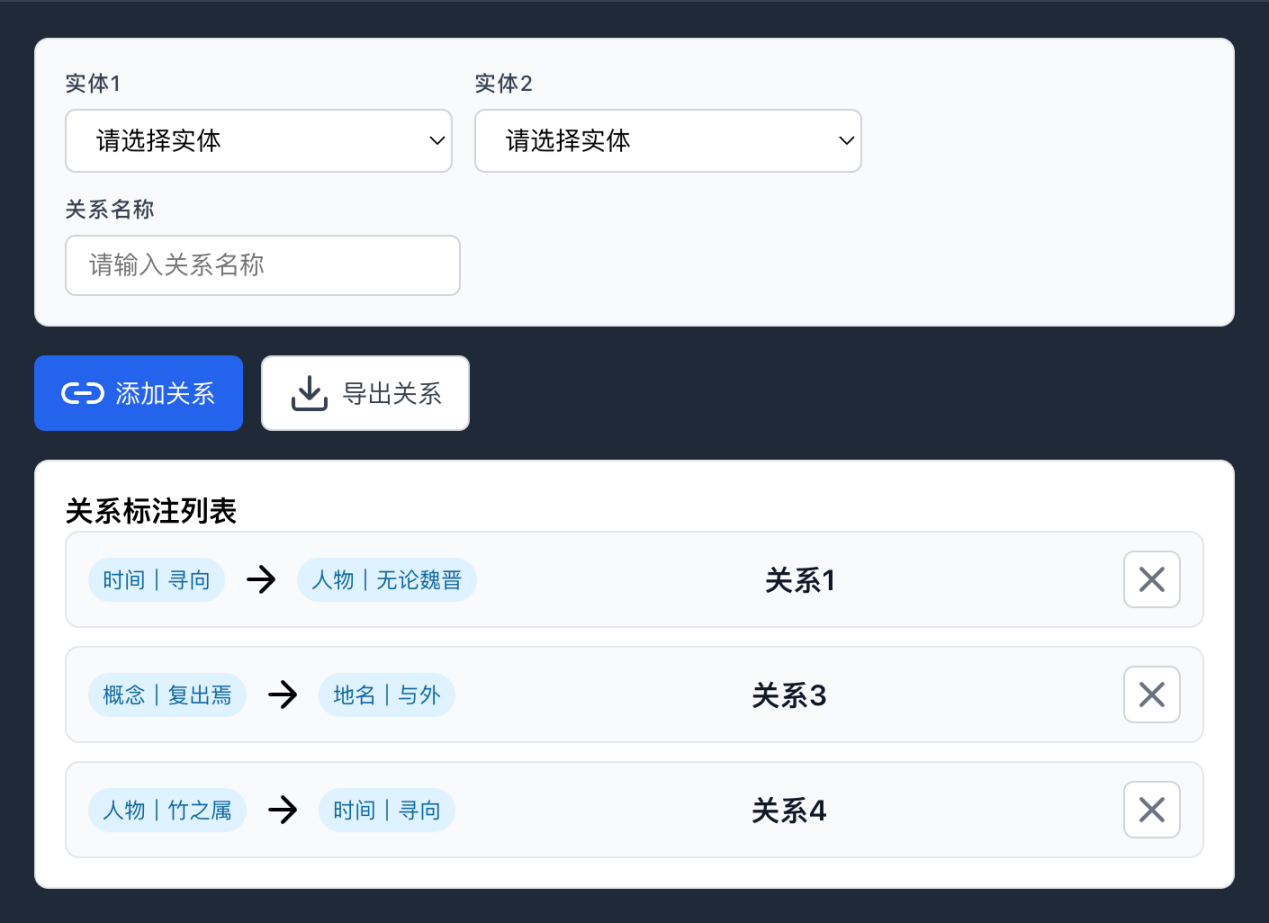 实体1 实体2
请选择实体 请选择实体
关系名称
请输入关系名称
添加关系 导出关系
关系标注列表
时间｜寻向 → 人物｜无论魏晋 关系1
概念｜复出焉 → 地名｜与外 关系3
人物｜竹之属 → 时间｜寻向 关系4